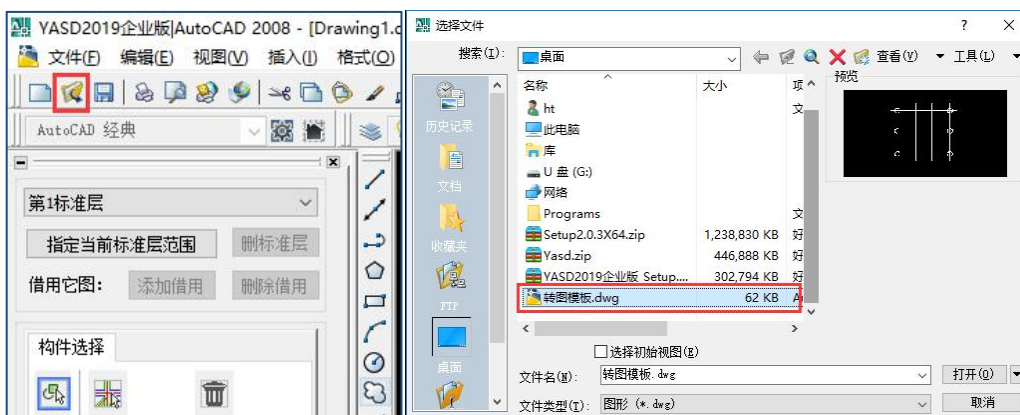 YASD2019企业版|AutoCAD 2008 - [Drawing1.d
文件(F) 编辑(E) 视图(V) 插入(I) 格式(O)
AutoCAD 经典
第1标准层
指定当前标准层范围 删标准层
借用它图： 添加借用 删除借用
构件选择
选择文件
搜索(I): 桌面 查看(V) 工具(L)
历史记录
文档
收藏夹
FTP
桌面
名称 大小 项
ht 文
此电脑
库
U 盘 (G:)
网络
Programs 文
Setup2.0.3X64.zip 1,238,830 KB 好
Yasd.zip 446,888 KB 好
YASD2019企业版 Setup.... 302,794 KB 好
转图模板.dwg 62 KB A
预览
选择初始视图(E)
文件名(N): 转图模板.dwg 打开(O)
文件类型(T): 图形 (*.dwg) 取消